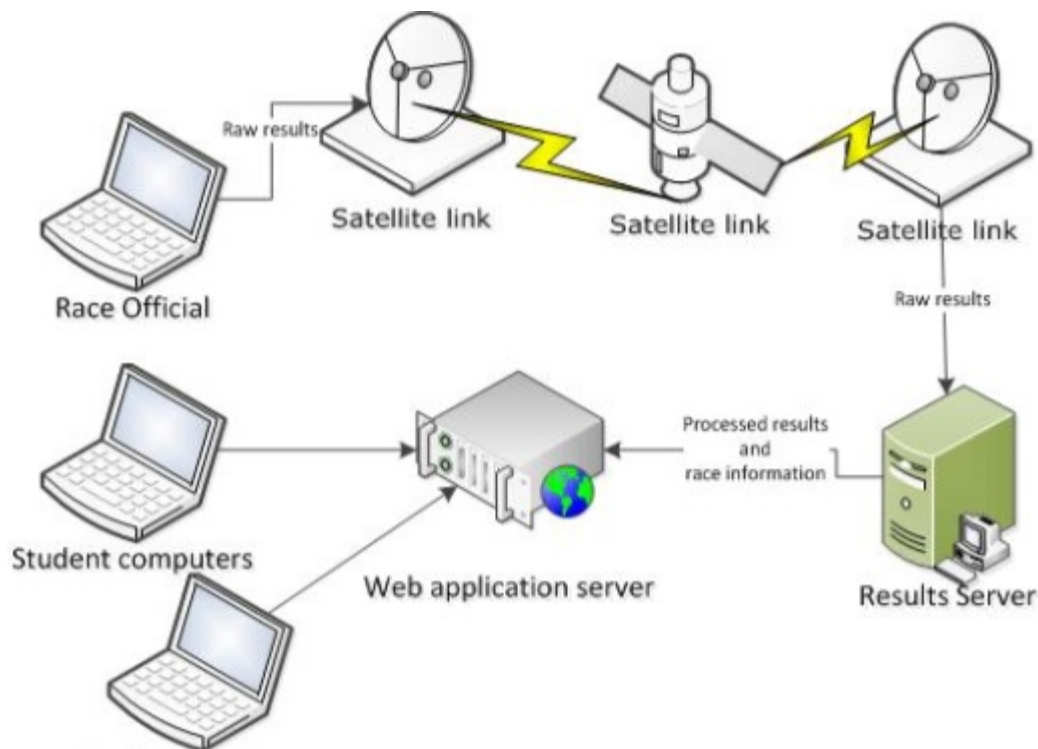 Raw results
Satellite link
Satellite link
Satellite link
Race Official
Raw results
Processed results
and
race information
Student computers
Web application server
Results Server